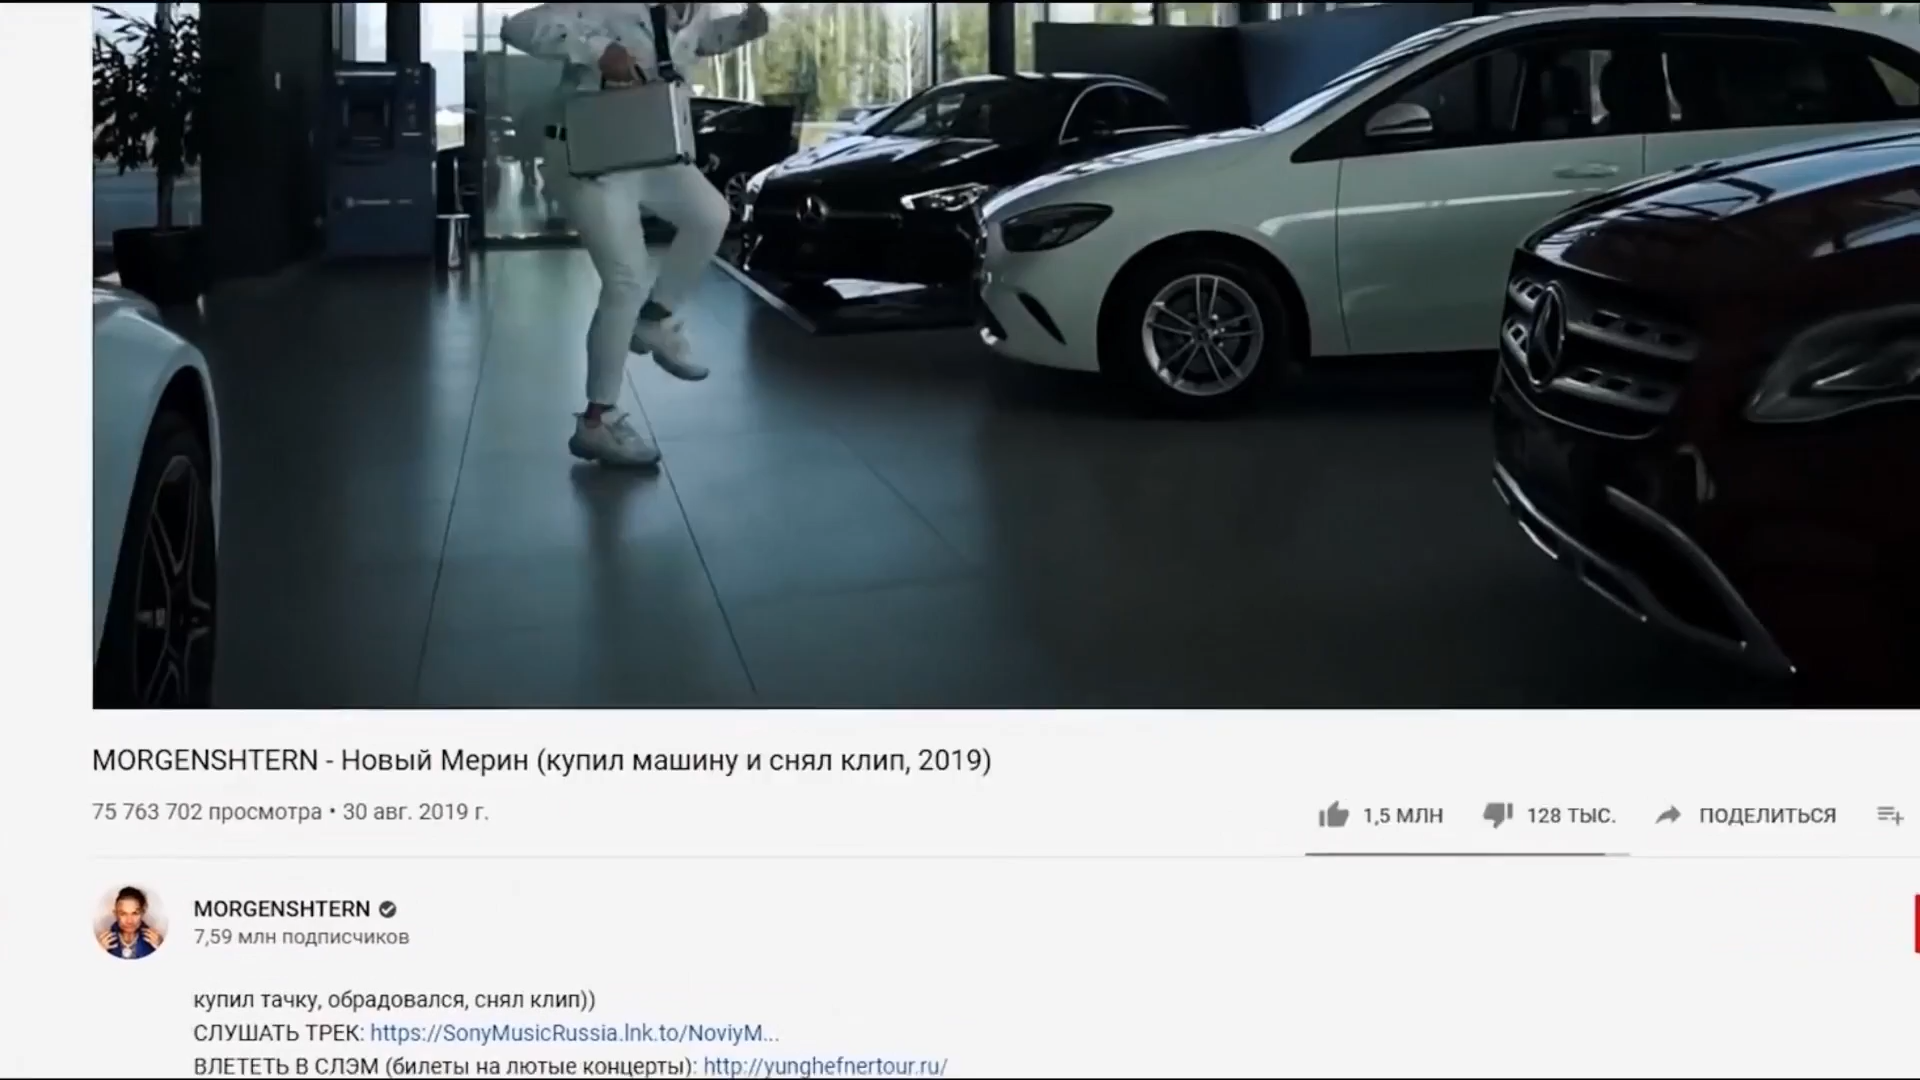 MORGENSHTERN - Новый Мерин (купил машину и снял клип, 2019)
75 763 702 просмотра • 30 авг. 2019 г.
1,5 МЛН 128 ТЫС. ПОДЕЛИТЬСЯ
MORGENSHTERN
7,59 млн подписчиков
купил тачку, обрадовался, снял клип))
СЛУШАТЬ ТРЕК: https://SonyMusicRussia.lnk.to/NoviyM...
ВЛЕТЕТЬ В СЛЭМ (билеты на лютые концерты): http://yunghefnertour.ru/